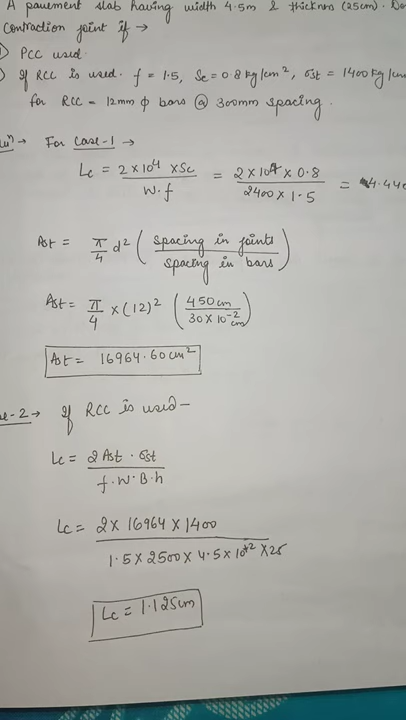 A pavement slab having width 4.5m & thickness (25cm).
Contraction joint if →
PCC used.
If RCC is used. f = 1.5, Sc = 0.8 kg/cm², σst = 1400 kg/cm
for RCC = 12mm ϕ bars @ 300mm spacing.
For Case-1 →
Lc = 2 × 10⁴ × Sc / W.f = 2 × 10⁴ × 0.8 / 2400 × 1.5 = 4.44
Ast = π/4 d² (spacing in joints / spacing in bars)
Ast = π/4 × (12)² (450 cm / 30 × 10⁻² cm)
Ast = 16964.60 cm²
-2 → If RCC is used -
Lc = 2 Ast . σst / f. W. B. h
Lc = 2 × 16964 × 1400 / 1.5 × 2500 × 4.5 × 10² × 25
Lc = 1.125cm